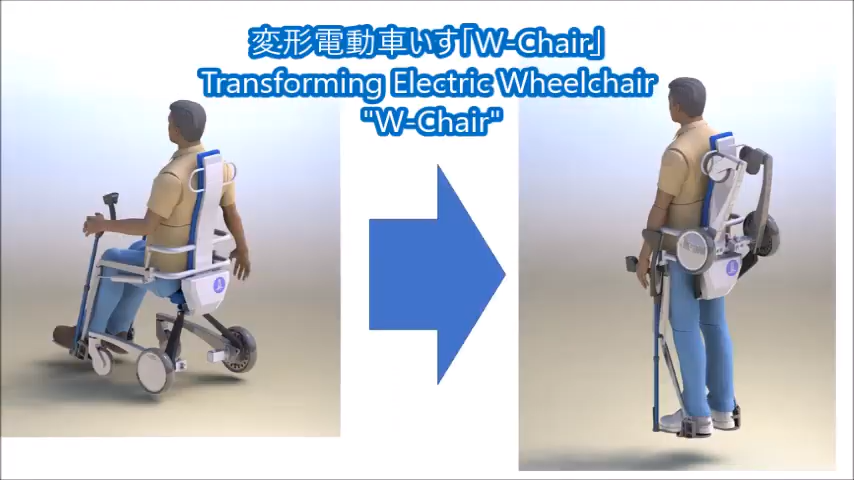 変形電動車いす「W-Chair」
Transforming Electric Wheelchair
"W-Chair"